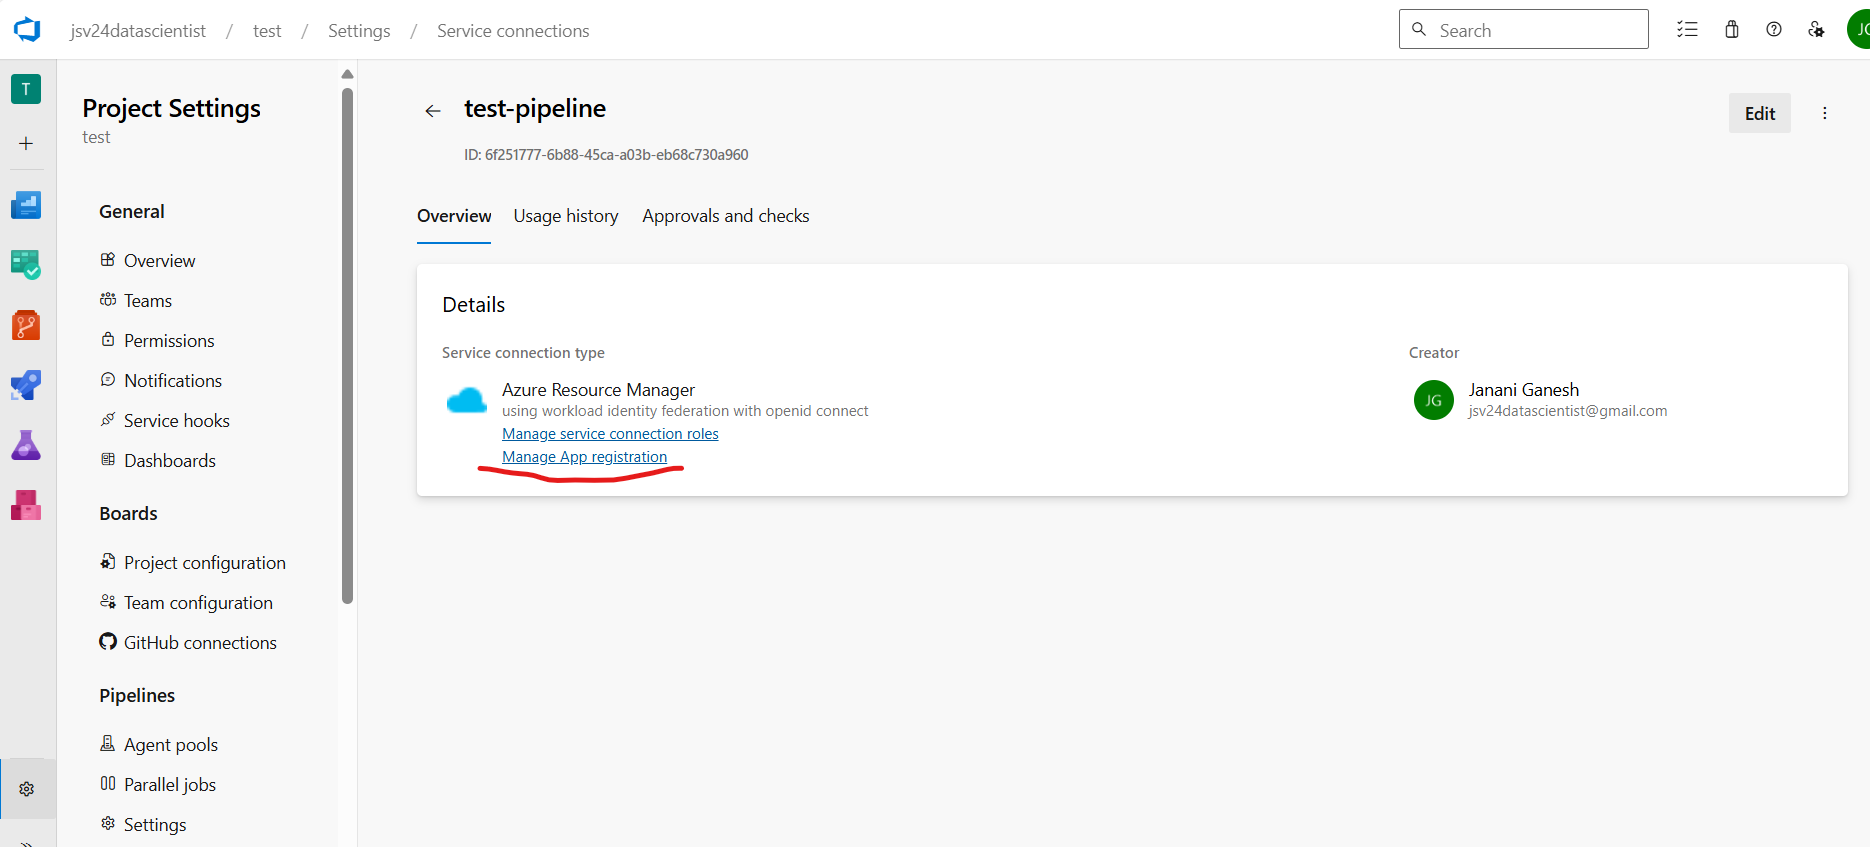 jsv24datascientist / test / Settings / Service connections
Search
JG
T
Project Settings
test
General
Overview
Teams
Permissions
Notifications
Service hooks
Dashboards
Boards
Project configuration
Team configuration
GitHub connections
Pipelines
Agent pools
Parallel jobs
Settings
test-pipeline
Edit
ID: 6f251777-6b88-45ca-a03b-eb68c730a960
Overview Usage history Approvals and checks
Details
Service connection type
Azure Resource Manager
using workload identity federation with openid connect
Manage service connection roles
Manage App registration
Creator
JG
Janani Ganesh
jsv24datascientist@gmail.com